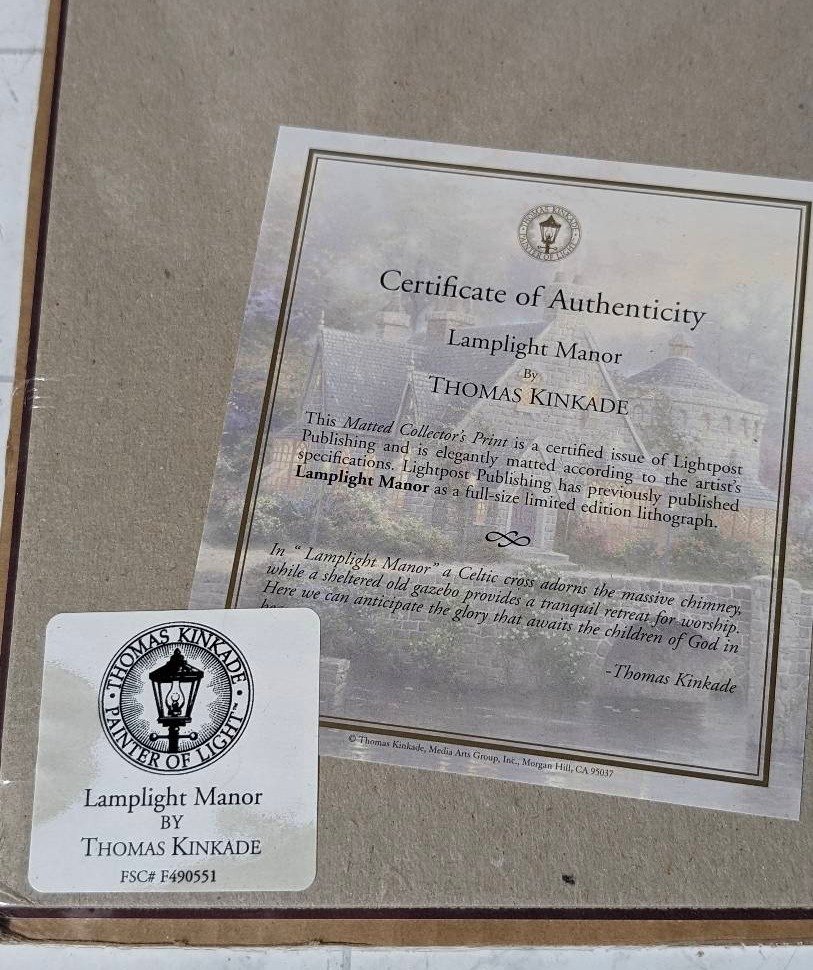 THOMAS KINKADE
PAINTER OF LIGHT
Certificate of Authenticity
Lamplight Manor
By
THOMAS KINKADE
This Matted Collector's Print is a certified issue of Lightpost
Publishing and is elegantly matted according to the artist's
specifications. Lightpost Publishing has previously published
Lamplight Manor as a full-size limited edition lithograph.
In "Lamplight Manor" a Celtic cross adorns the massive chimney,
while a sheltered old gazebo provides a tranquil retreat for worship.
Here we can anticipate the glory that awaits the children of God in
-Thomas Kinkade
© Thomas Kinkade, Media Arts Group, Inc., Morgan Hill, CA 95037
THOMAS KINKADE
PAINTER OF LIGHT™
Lamplight Manor
BY
THOMAS KINKADE
FSC# F490551